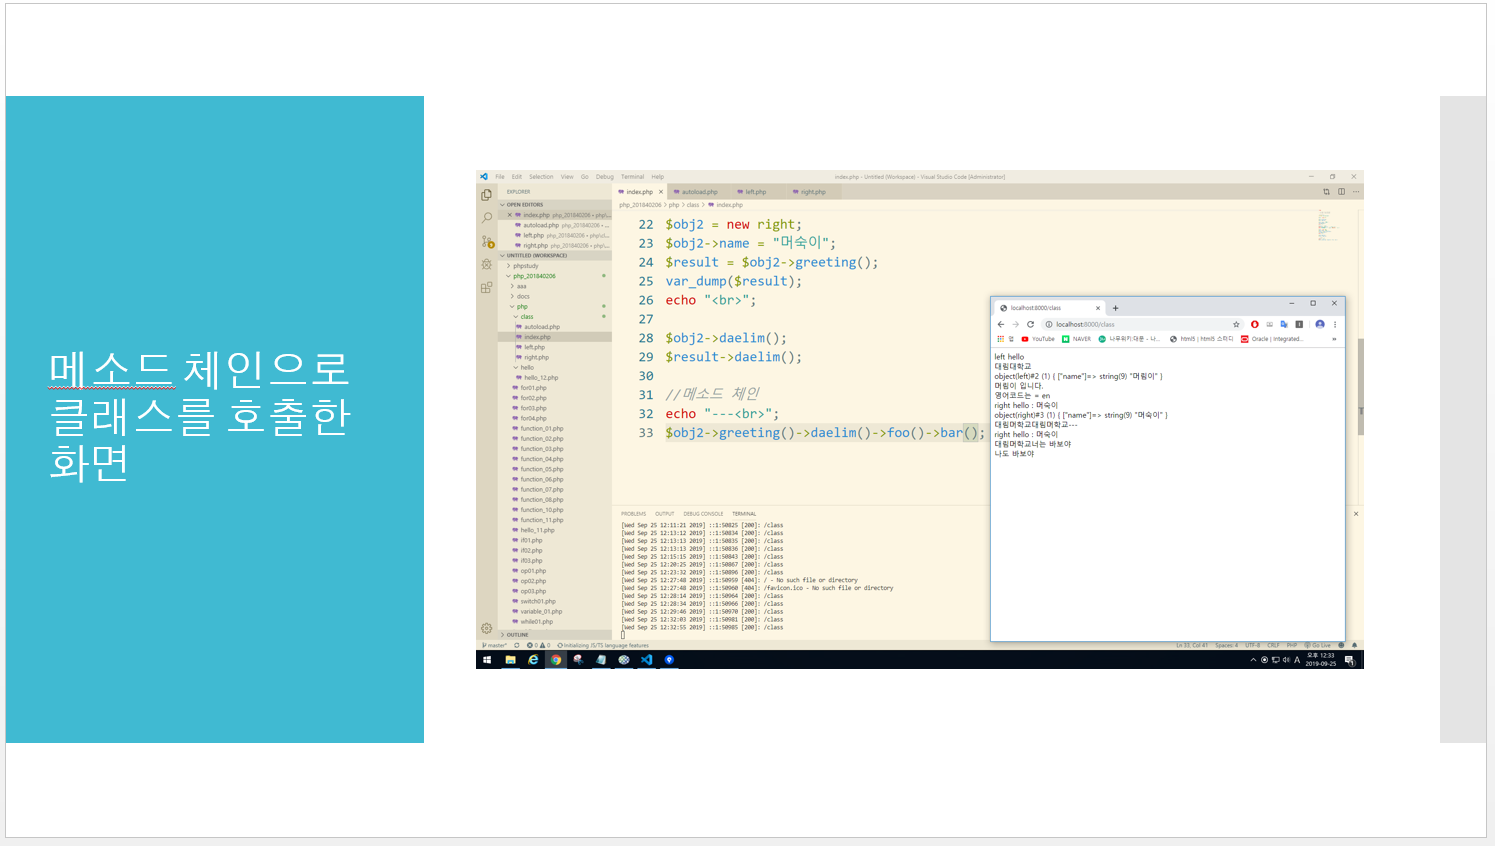 메소드 체인으로
클래스를 호출한
화면
File Edit Selection View Go Debug Terminal Help
index.php - Untitled (Workspace) - Visual Studio Code [Administrator]
EXPLORER
OPEN EDITORS
index.php php_201840206 • php\...
autoload.php php_201840206 • ...
left.php php_201840206 • php\...
right.php php_201840206 • php\...
UNTITLED (WORKSPACE)
phpstudy
php_201840206
aaa
docs
php
class
autoload.php
index.php
left.php
right.php
hello
hello_12.php
for01.php
for02.php
for03.php
for04.php
function_01.php
function_02.php
function_03.php
function_04.php
function_05.php
function_06.php
function_07.php
function_08.php
function_10.php
function_11.php
hello_11.php
if01.php
if02.php
if03.php
op01.php
op02.php
op03.php
switch01.php
variable_01.php
while01.php
OUTLINE
index.php autoload.php left.php right.php
php_201840206 > php > class > index.php
22 $obj2 = new right;
23 $obj2->name = "머숙이";
24 $result = $obj2->greeting();
25 var_dump($result);
26 echo "<br>";
27
28 $obj2->daelim();
29 $result->daelim();
30
31 //메소드 체인
32 echo "---<br>";
33 $obj2->greeting()->daelim()->foo()->bar();
PROBLEMS OUTPUT DEBUG CONSOLE TERMINAL
[Wed Sep 25 12:11:21 2019] ::1:50825 [200]: /class
[Wed Sep 25 12:13:12 2019] ::1:50834 [200]: /class
[Wed Sep 25 12:13:13 2019] ::1:50835 [200]: /class
[Wed Sep 25 12:13:13 2019] ::1:50836 [200]: /class
[Wed Sep 25 12:15:15 2019] ::1:50843 [200]: /class
[Wed Sep 25 12:20:25 2019] ::1:50867 [200]: /class
[Wed Sep 25 12:23:32 2019] ::1:50896 [200]: /class
[Wed Sep 25 12:27:48 2019] ::1:50959 [404]: / - No such file or directory
[Wed Sep 25 12:27:48 2019] ::1:50960 [404]: /favicon.ico - No such file or directory
[Wed Sep 25 12:28:14 2019] ::1:50964 [200]: /class
[Wed Sep 25 12:28:34 2019] ::1:50966 [200]: /class
[Wed Sep 25 12:29:46 2019] ::1:50970 [200]: /class
[Wed Sep 25 12:32:03 2019] ::1:50981 [200]: /class
[Wed Sep 25 12:32:55 2019] ::1:50985 [200]: /class
localhost:8000/class
localhost:8000/class
앱 YouTube NAVER 나무위키:대문 - 나... html5 | html5 스터디 Oracle | Integrated...
left hello
대림대학교
object(left)#2 (1) { ["name"]=> string(9) "머림이" }
머림이 입니다.
영어코드는 = en
right hello : 머숙이
object(right)#3 (1) { ["name"]=> string(9) "머숙이" }
대림머학교대림머학교---
right hello : 머숙이
대림머학교너는 바보야
나도 바보야
master* 0 0 Initializing JS/TS language features
Ln 33, Col 41 Spaces: 4 UTF-8 CRLF PHP Go Live
A 오후 12:33
2019-09-25